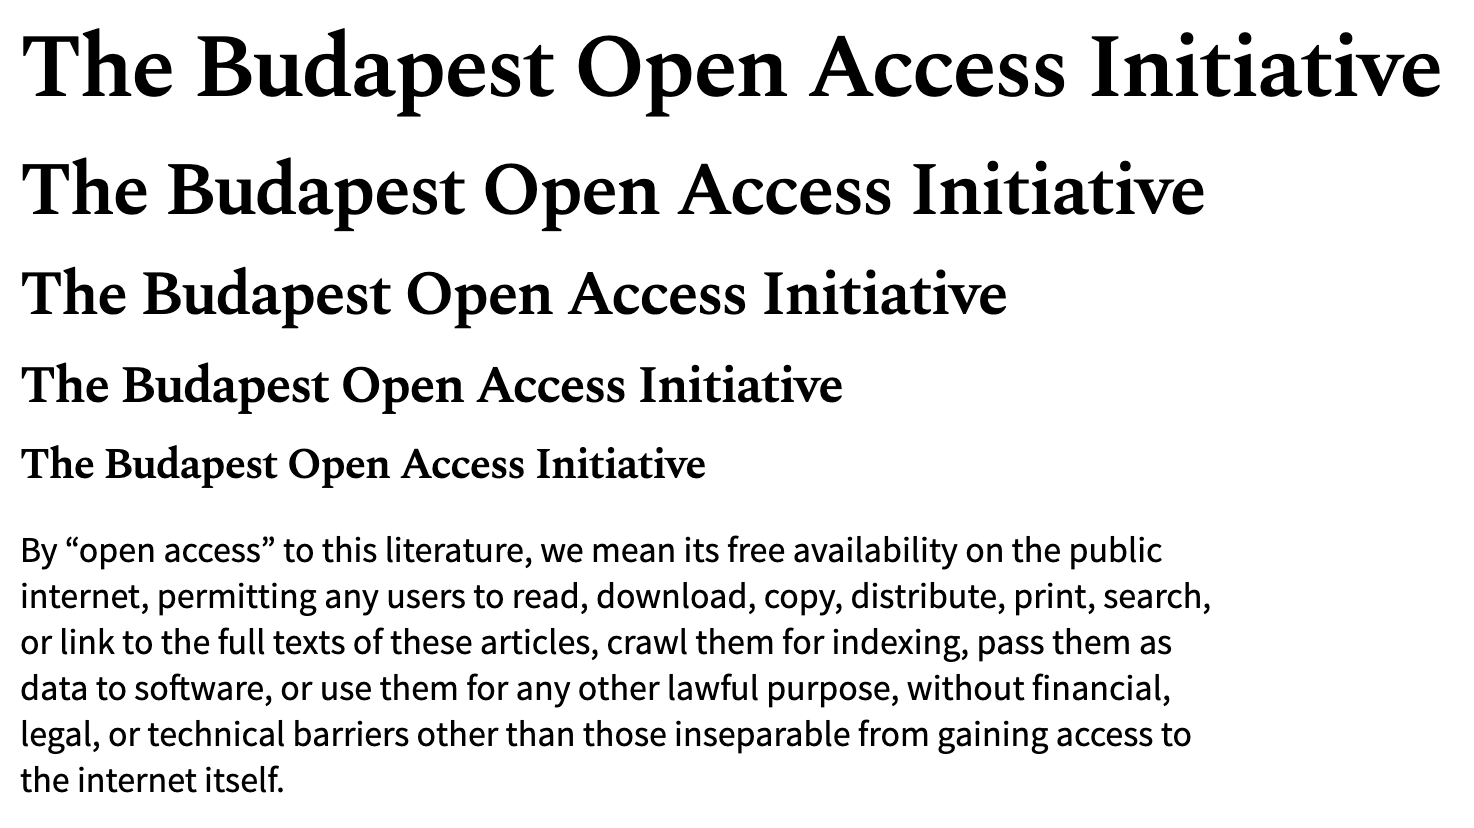 The Budapest Open Access Initiative
The Budapest Open Access Initiative
The Budapest Open Access Initiative
The Budapest Open Access Initiative
The Budapest Open Access Initiative
By “open access” to this literature, we mean its free availability on the public
internet, permitting any users to read, download, copy, distribute, print, search,
or link to the full texts of these articles, crawl them for indexing, pass them as
data to software, or use them for any other lawful purpose, without financial,
legal, or technical barriers other than those inseparable from gaining access to
the internet itself.